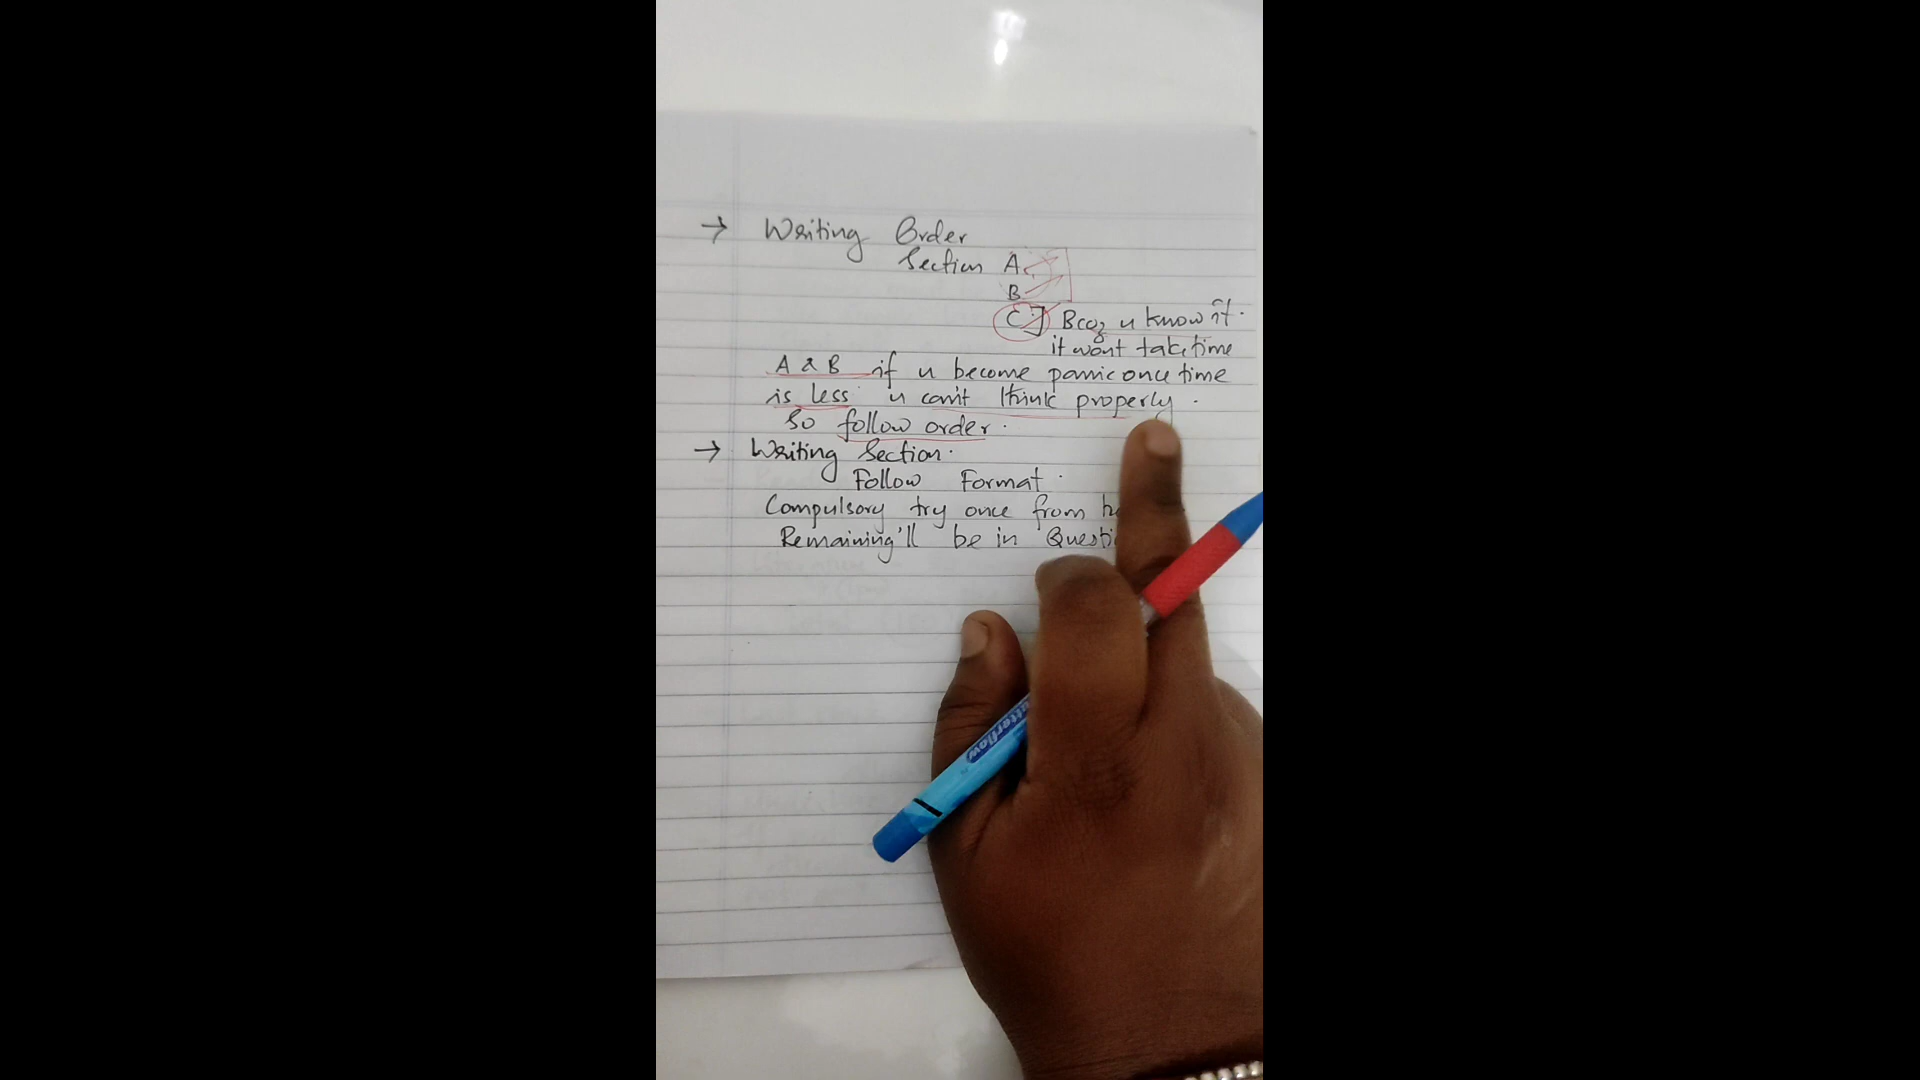 → Writing Order
Section A
B
C] Bcoz u know it.
it won't take time
A & B if u become panic once time
is less u can't think properly.
So follow order.
→ Writing Section.
Follow Format.
Compulsory try once from
Remaining'll be in
utterflow